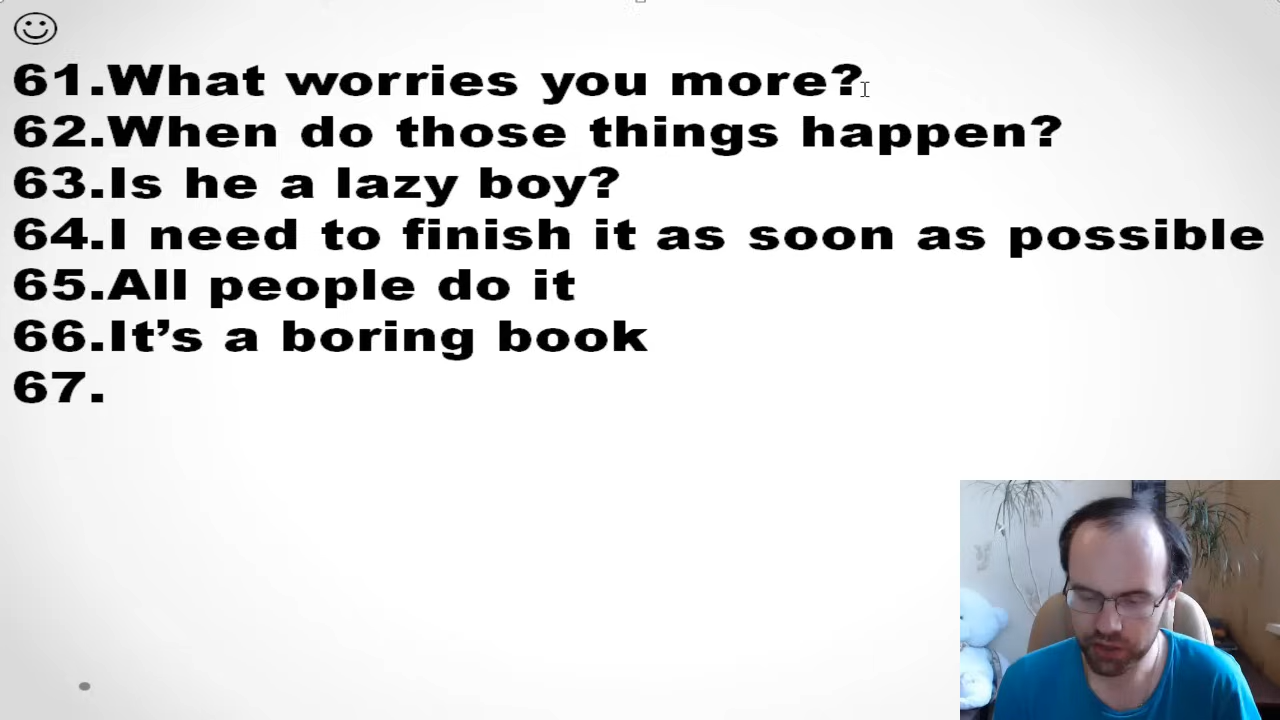 61.What worries you more?
62.When do those things happen?
63.Is he a lazy boy?
64.I need to finish it as soon as possible
65.All people do it
66.It’s a boring book
67.